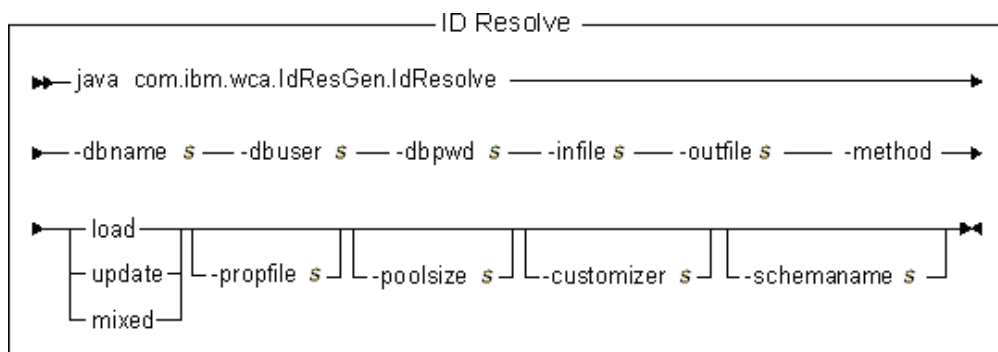 ID Resolve
java com.ibm.wca.IdResGen.IdResolve
-dbname s -dbuser s -dbpwd s -infile s -outfile s -method
load
update -propfile s -poolsize s -customizer s -schemaname s
mixed